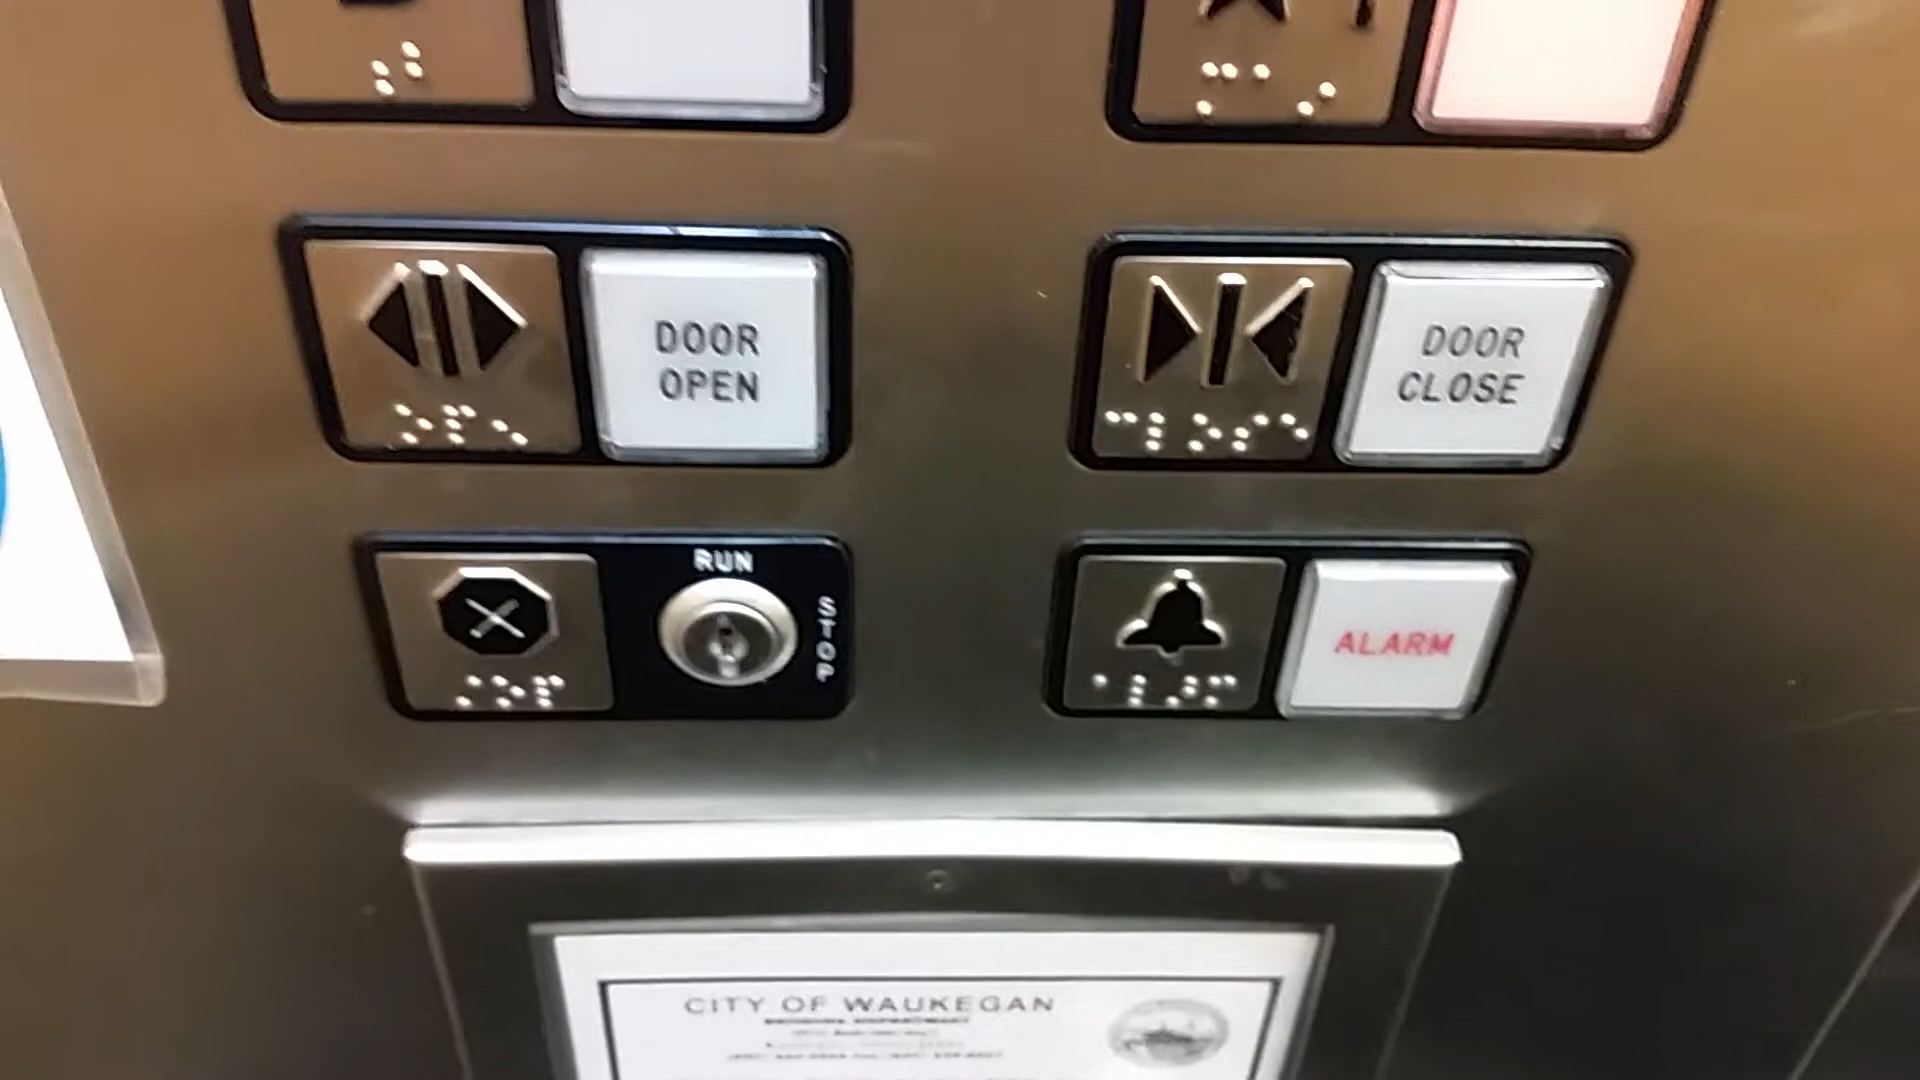 DOOR
OPEN
DOOR
CLOSE
RUN
STOP
ALARM
CITY OF WAUKEGAN